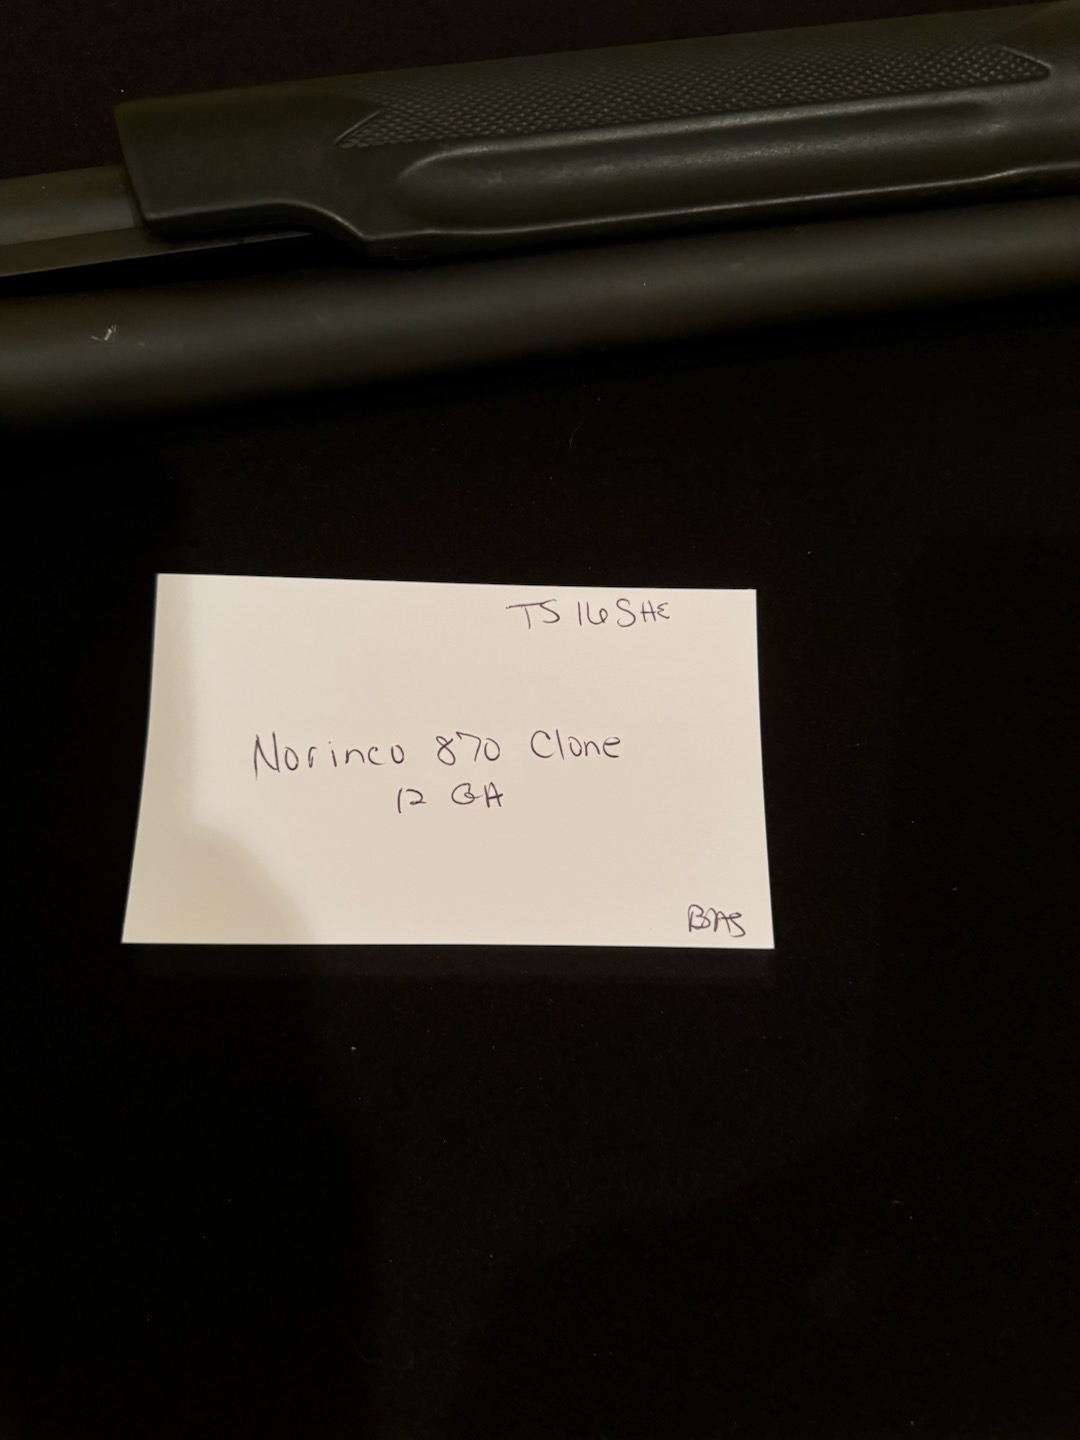 TS 16SHE
Norinco 870 Clone
12 GA
BAS